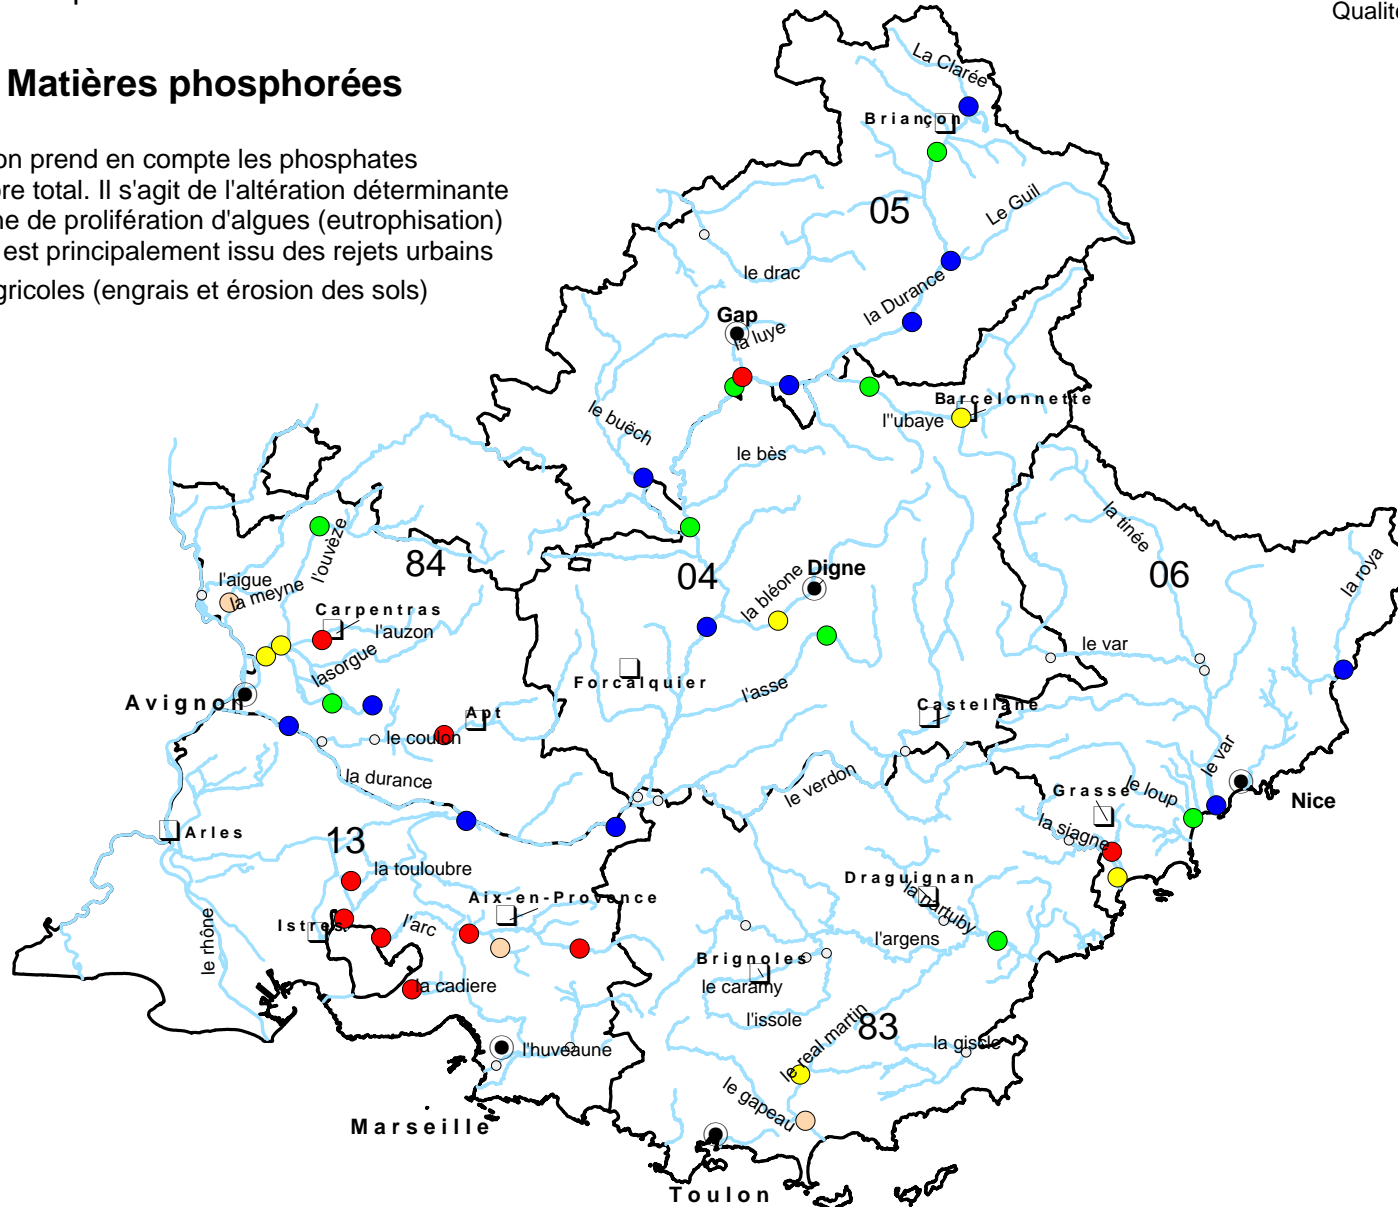 Qualité
Matières phosphorées
on prend en compte les phosphates
re total. Il s'agit de l'altération déterminante
ne de prolifération d'algues (eutrophisation)
est principalement issu des rejets urbains
gricoles (engrais et érosion des sols)
La Clarée
Briançon
05
Le Guil
le drac
la Durance
Gap
la luye
Barcelonnette
l''ubaye
le buëch
le bès
la tinée
l'ouvèze
84
04
Digne
06
la roya
l'aigue
la meyne
la bléone
Carpentras
l'auzon
le var
lasorgue
Forcalquier
l'asse
Avignon
Apt
Castellane
le coulon
le var
la durance
le verdon
le loup
Grasse
Nice
Arles
13
la siagne
la touloubre
Draguignan
la nartuby
Aix-en-Provence
Istres
l'arc
l'argens
le rhône
Brignoles
la cadiere
le caramy
l'issole
le real martin
83
la giscle
l'huveaune
le gapeau
Marseille
Toulon